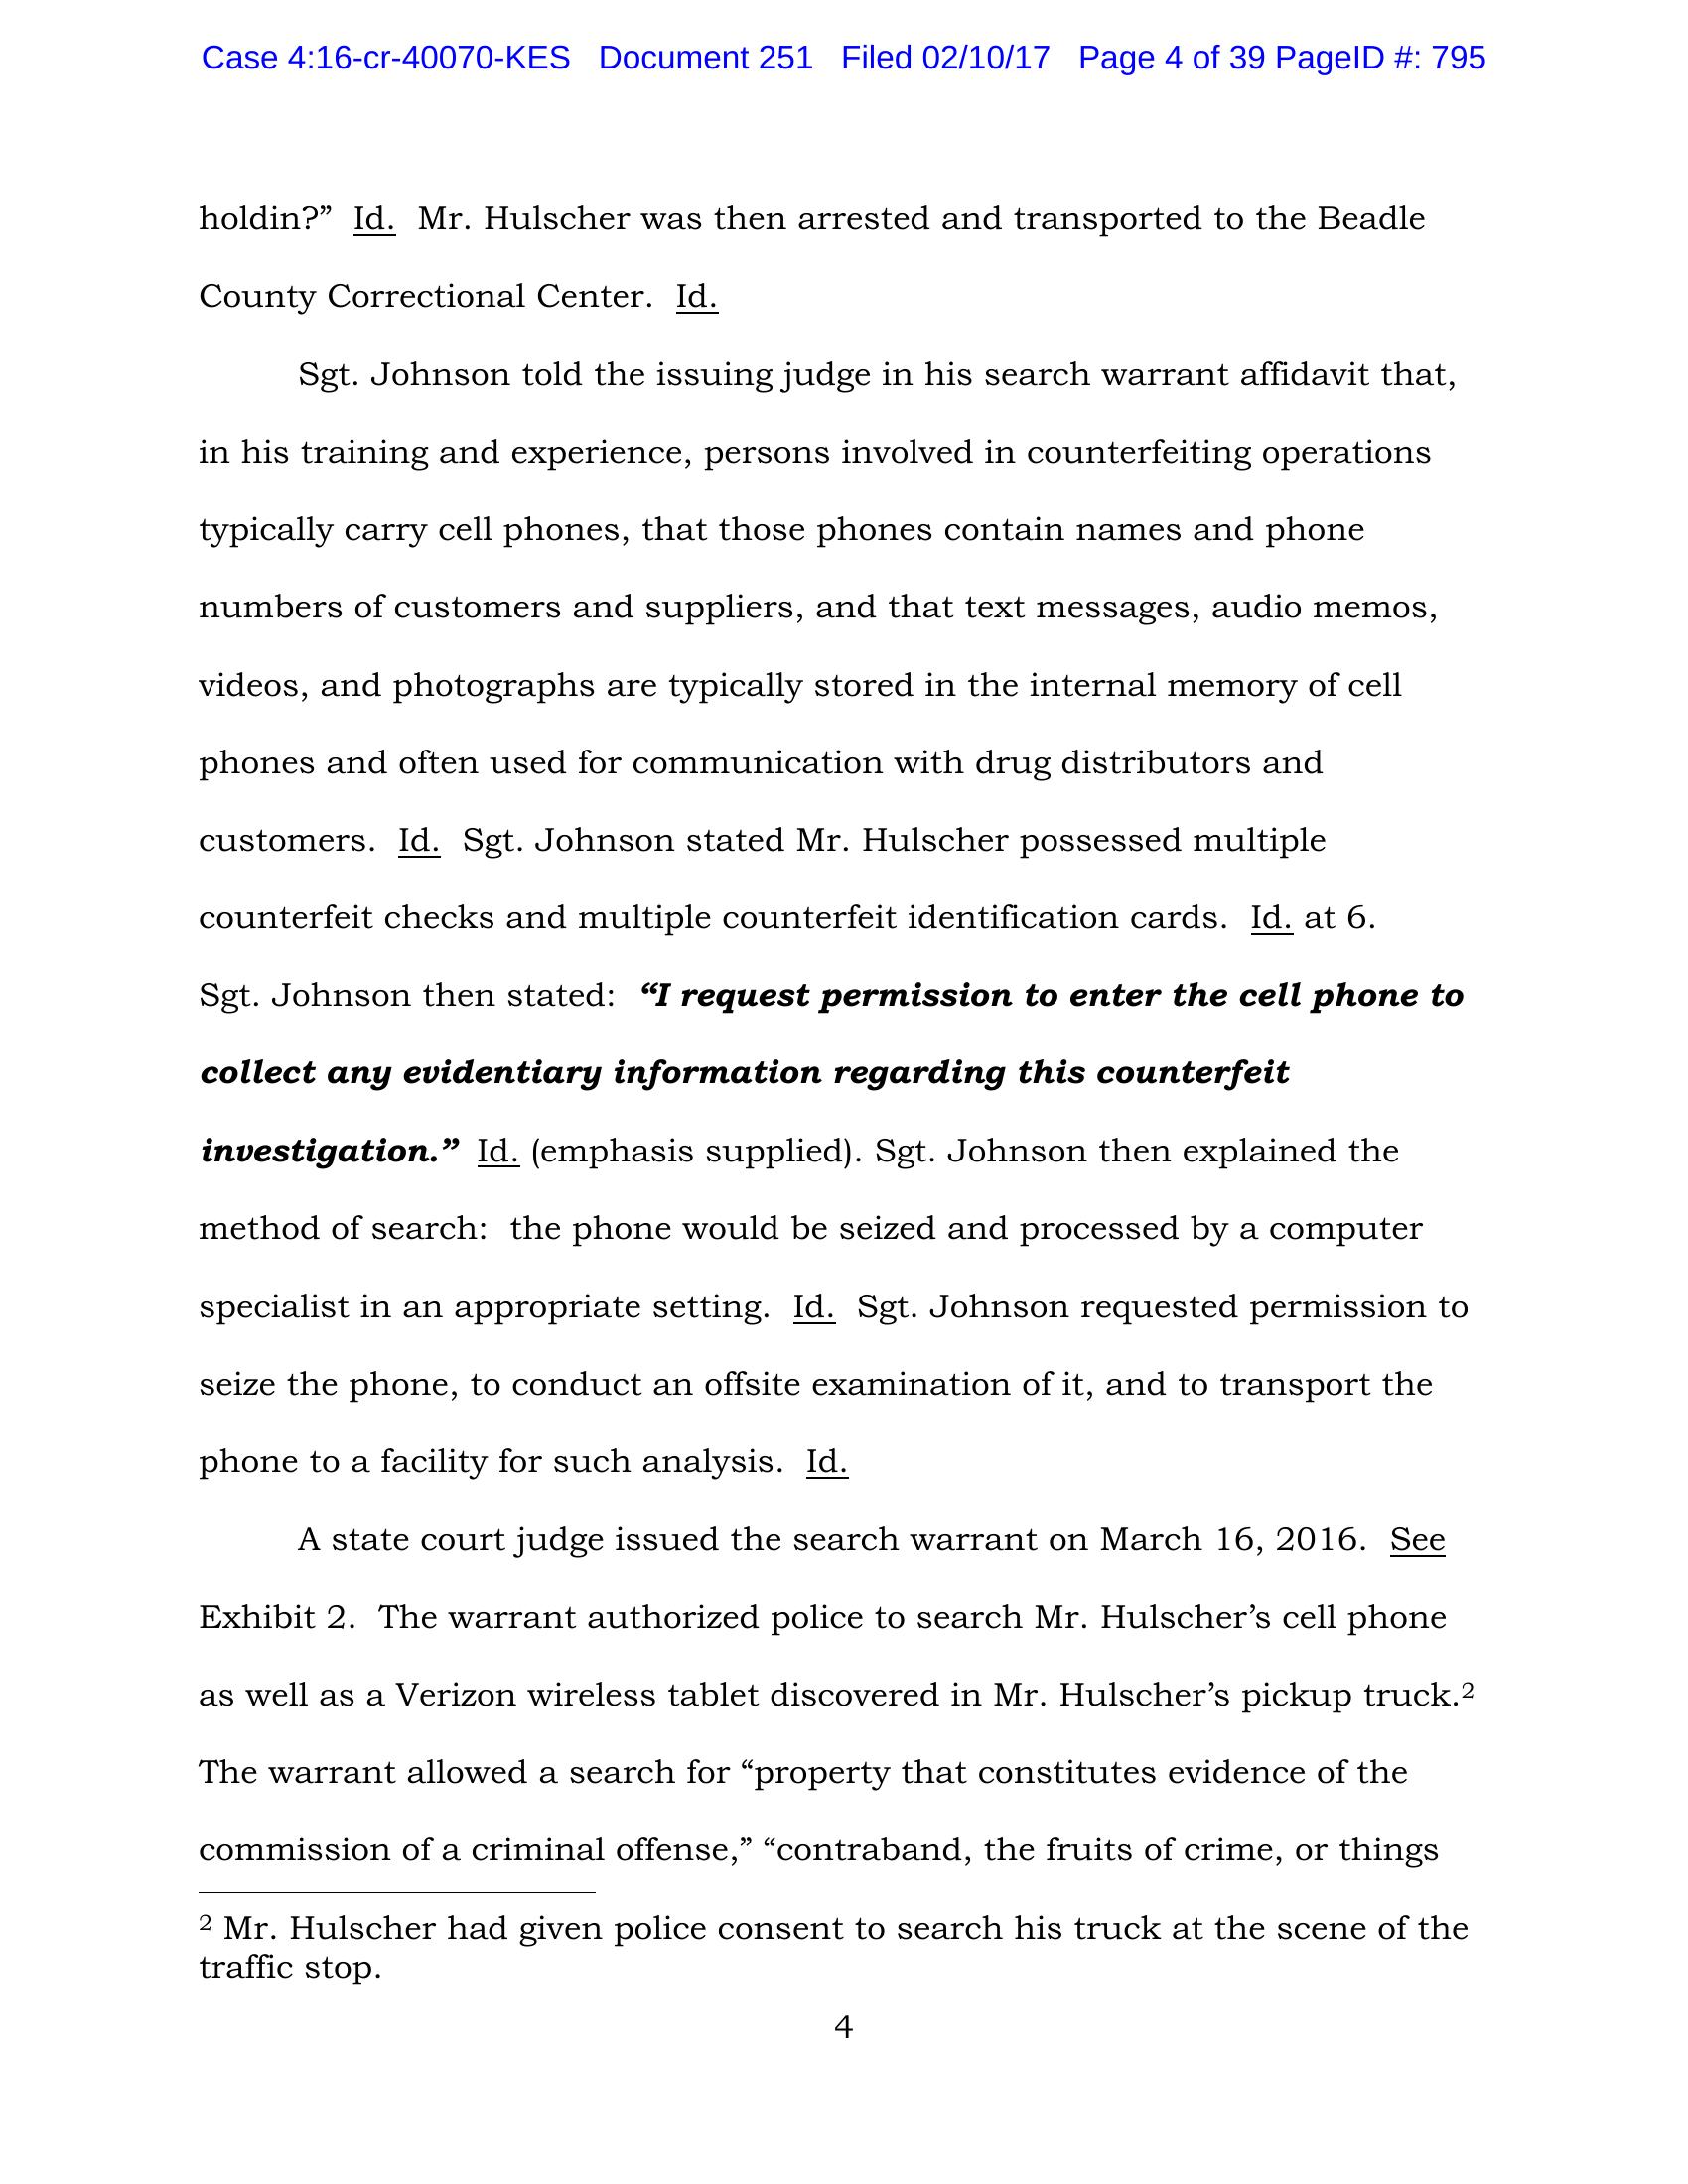 Case 4:16-cr-40070-KES   Document 251   Filed 02/10/17   Page 4 of 39 PageID #: 795
holdin?”  Id.  Mr. Hulscher was then arrested and transported to the Beadle
County Correctional Center.  Id.
Sgt. Johnson told the issuing judge in his search warrant affidavit that,
in his training and experience, persons involved in counterfeiting operations
typically carry cell phones, that those phones contain names and phone
numbers of customers and suppliers, and that text messages, audio memos,
videos, and photographs are typically stored in the internal memory of cell
phones and often used for communication with drug distributors and
customers.  Id.  Sgt. Johnson stated Mr. Hulscher possessed multiple
counterfeit checks and multiple counterfeit identification cards.  Id. at 6.
Sgt. Johnson then stated:  “I request permission to enter the cell phone to
collect any evidentiary information regarding this counterfeit
investigation.”  Id. (emphasis supplied). Sgt. Johnson then explained the
method of search:  the phone would be seized and processed by a computer
specialist in an appropriate setting.  Id.  Sgt. Johnson requested permission to
seize the phone, to conduct an offsite examination of it, and to transport the
phone to a facility for such analysis.  Id.
A state court judge issued the search warrant on March 16, 2016.  See
Exhibit 2.  The warrant authorized police to search Mr. Hulscher’s cell phone
as well as a Verizon wireless tablet discovered in Mr. Hulscher’s pickup truck.2
The warrant allowed a search for “property that constitutes evidence of the
commission of a criminal offense,” “contraband, the fruits of crime, or things
2 Mr. Hulscher had given police consent to search his truck at the scene of the
traffic stop.
4